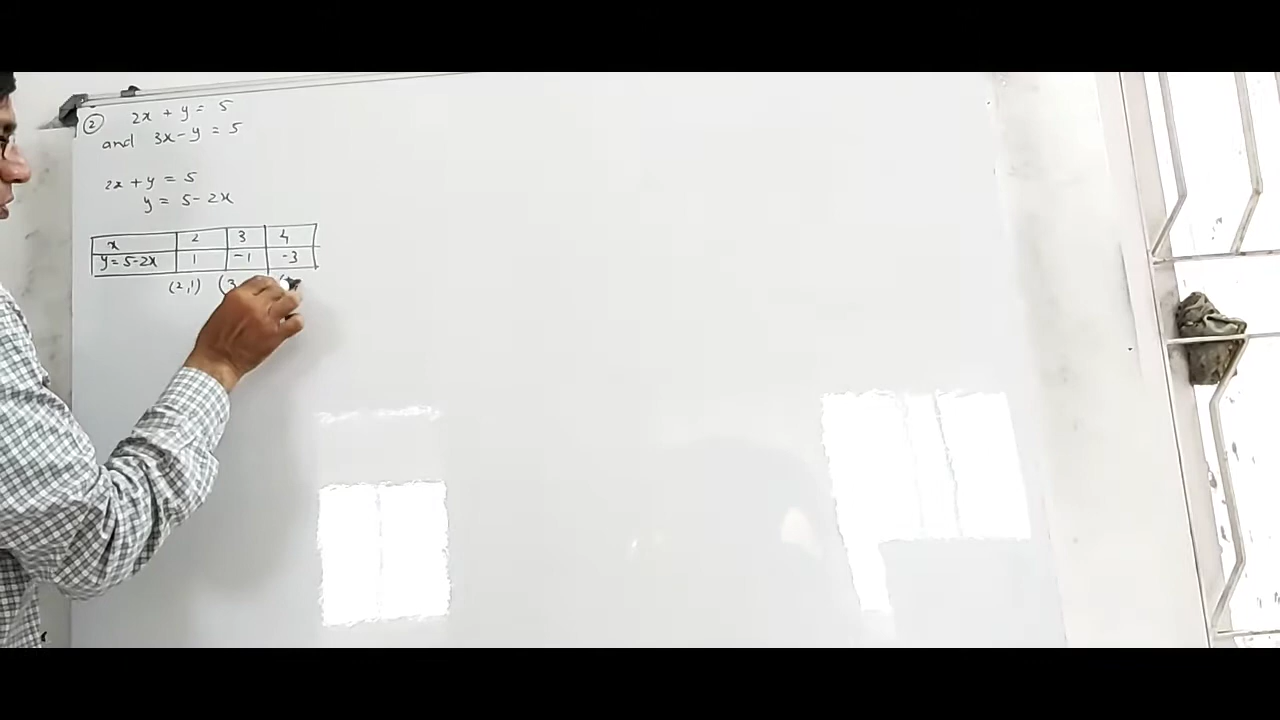 ② 2x + y = 5
and 3x - y = 5
2x + y = 5
y = 5 - 2x
x 2 3 4
y = 5-2x 1 -1 -3
(2,1) (3